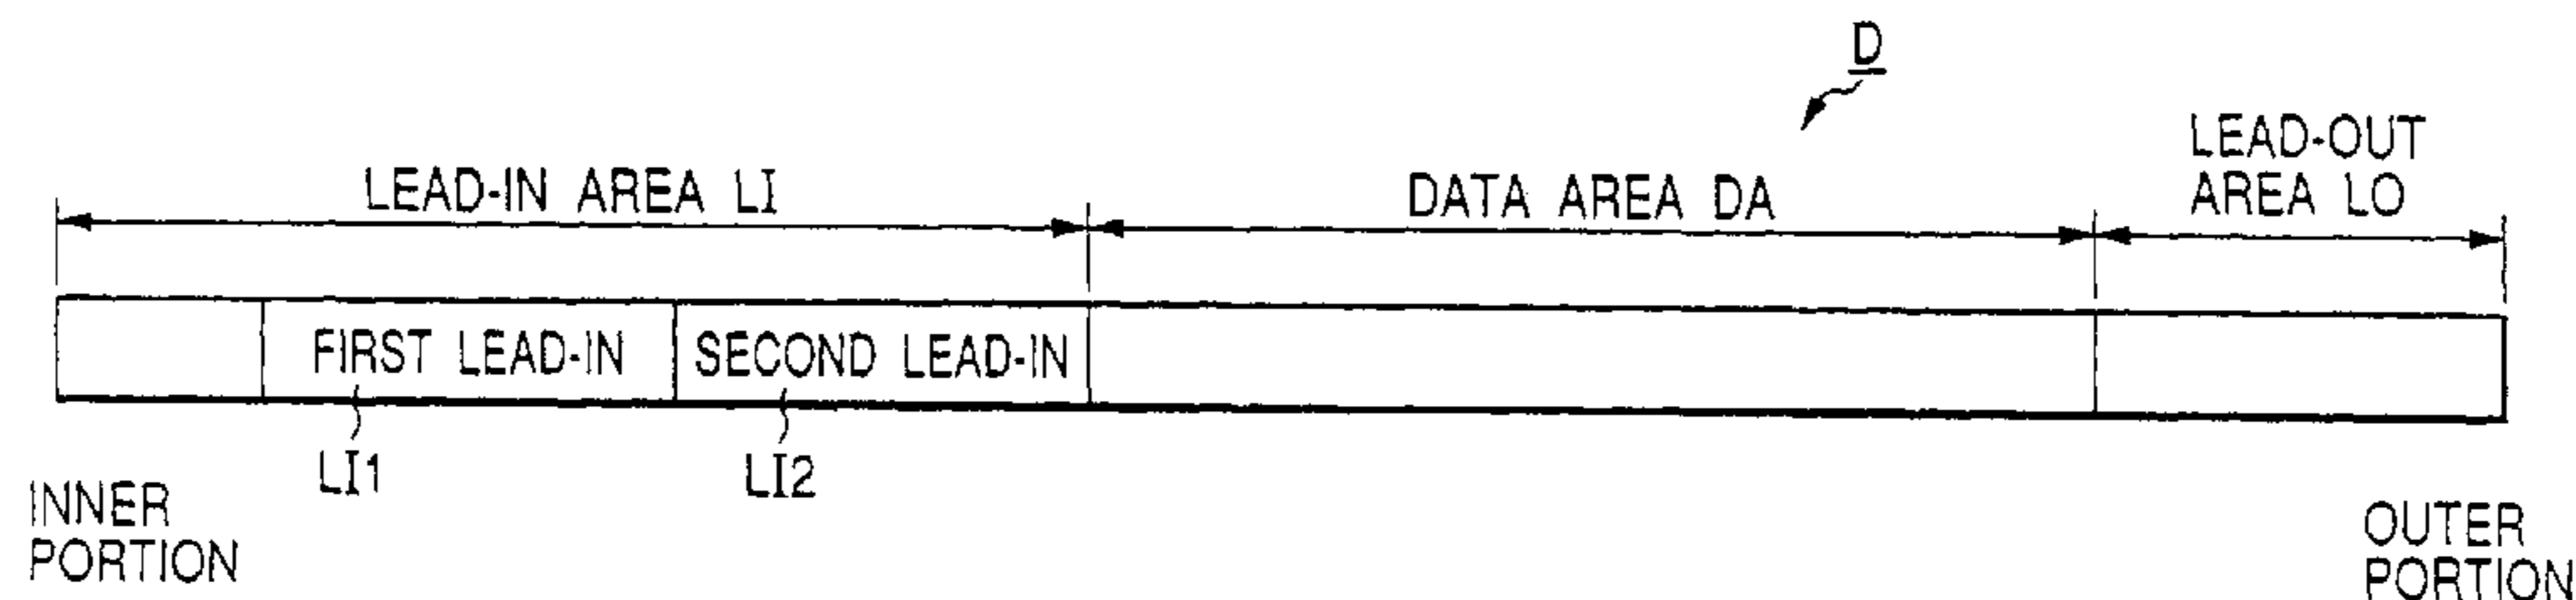 D
LEAD-IN AREA LI
DATA AREA DA
LEAD-OUT
AREA LO
FIRST LEAD-IN
SECOND LEAD-IN
LI1
LI2
INNER
PORTION
OUTER
PORTION